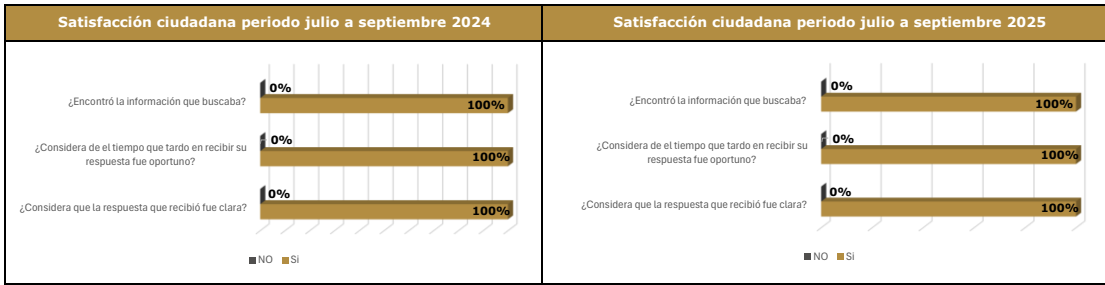 Satisfacción ciudadana periodo julio a septiembre 2024
¿Encontró la información que buscaba?
0%
100%
¿Considera de el tiempo que tardo en recibir su
respuesta fue oportuno?
0%
100%
¿Considera que la respuesta que recibió fue clara?
0%
100%
NO Si
Satisfacción ciudadana periodo julio a septiembre 2025
¿Encontró la información que buscaba?
0%
100%
¿Considera de el tiempo que tardo en recibir su
respuesta fue oportuno?
0%
100%
¿Considera que la respuesta que recibió fue clara?
0%
100%
NO Si